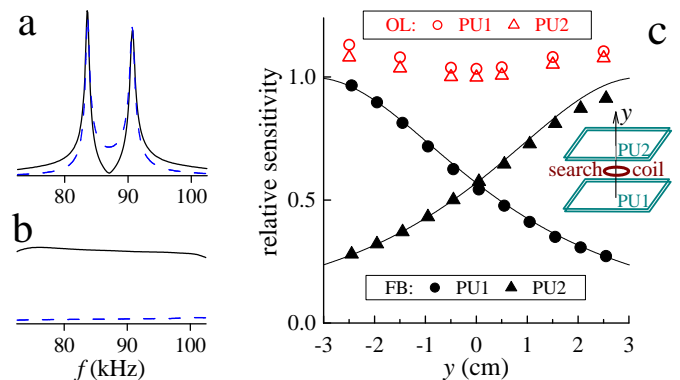 a
80 90 100
b
80 90 100
f (kHz)
c
OL: PU1 PU2
relative sensitivity
1.0
0.5
0.0
y
PU2
search coil
PU1
FB: PU1 PU2
-3 -2 -1 0 1 2 3
y (cm)